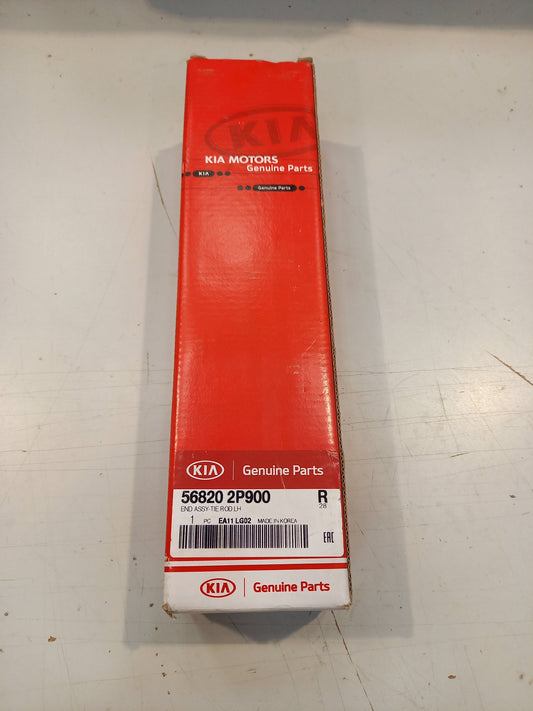 KIA
KIA MOTORS
Genuine Parts
KIA
Genuine Parts
KIA Genuine Parts
56820 2P900 R
END ASSY-TIE ROD,LH 28
1 PC EA11 LG02 MADE IN KOREA
EAC
KIA Genuine Parts